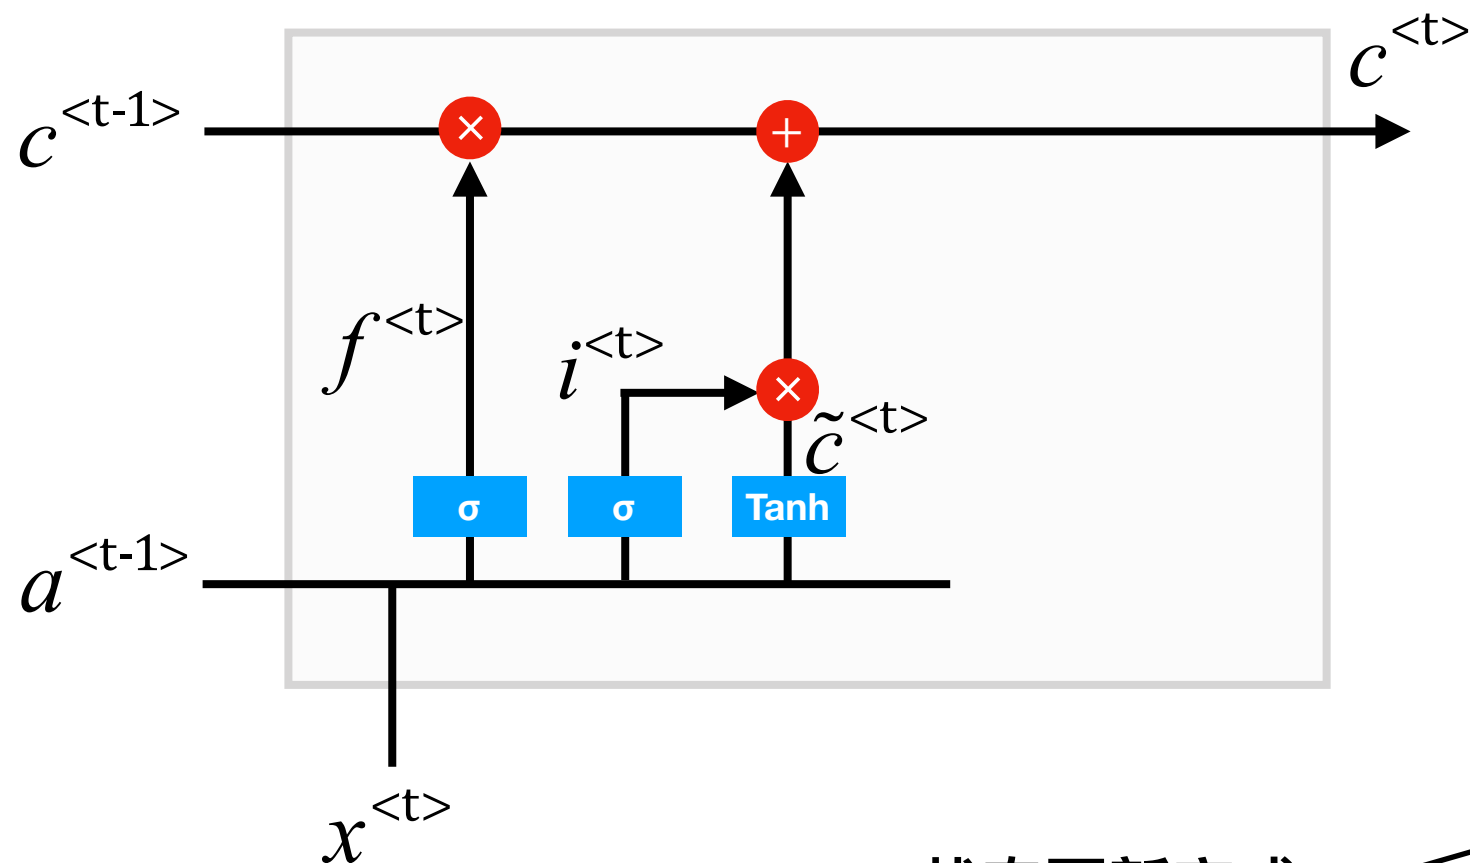 c<t>
c<t-1>
×
+
f<t>
i<t>
×
c̃<t>
σ
σ
Tanh
a<t-1>
x<t>